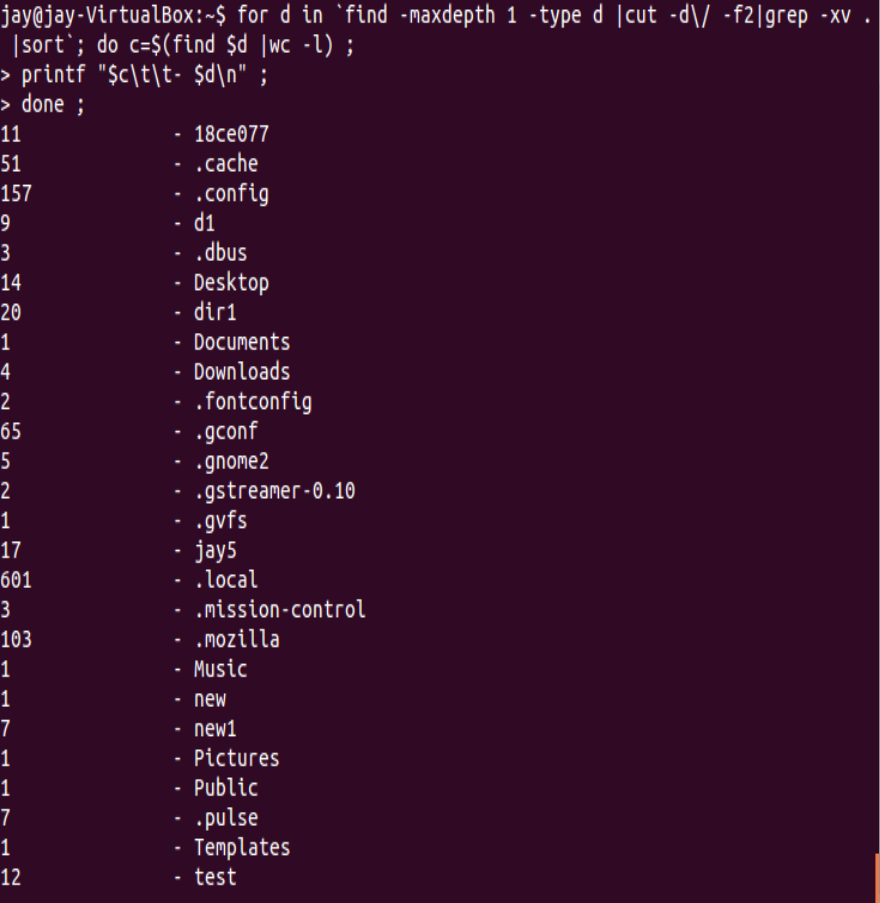 jay@jay-VirtualBox:~$ for d in `find -maxdepth 1 -type d |cut -d\/ -f2|grep -xv .
 |sort`; do c=$(find $d |wc -l) ;
> printf "$c\t\t- $d\n" ;
> done ;
11		- 18ce077
51		- .cache
157		- .config
9		- d1
3		- .dbus
14		- Desktop
20		- dir1
1		- Documents
4		- Downloads
2		- .fontconfig
65		- .gconf
5		- .gnome2
2		- .gstreamer-0.10
1		- .gvfs
17		- jay5
601		- .local
3		- .mission-control
103		- .mozilla
1		- Music
1		- new
7		- new1
1		- Pictures
1		- Public
7		- .pulse
1		- Templates
12		- test